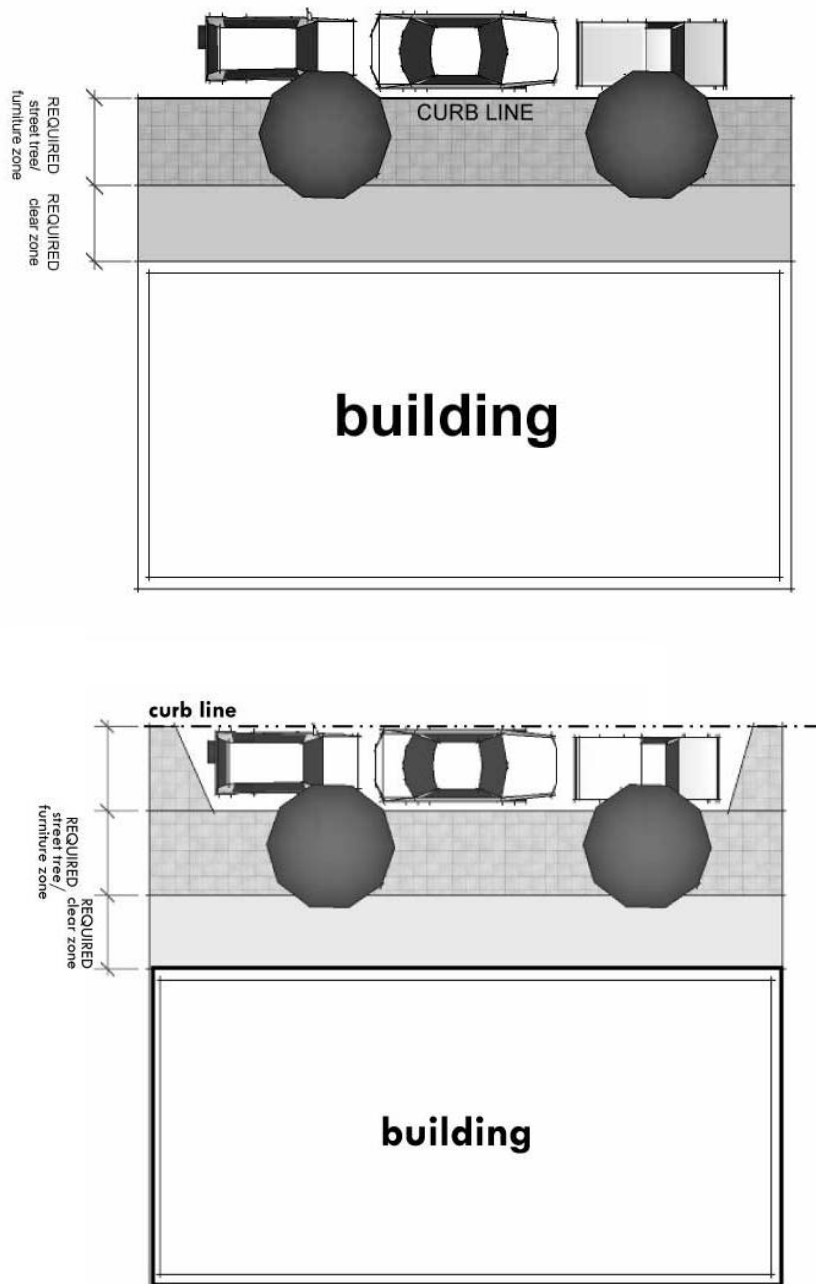 CURB LINE
REQUIRED
street tree/
furniture zone
REQUIRED
clear zone
building
curb line
REQUIRED
street tree/
furniture zone
REQUIRED
clear zone
building